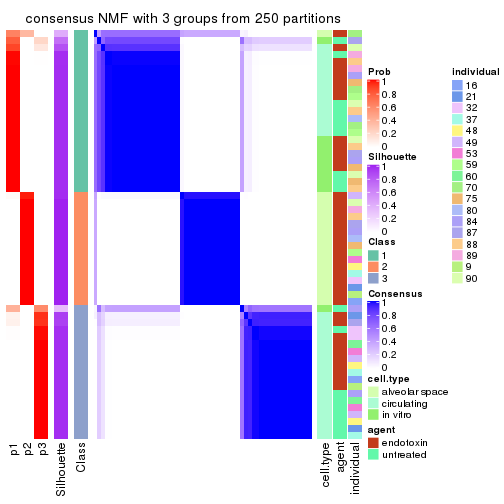 consensus NMF with 3 groups from 250 partitions
Prob
1
0.8
0.6
0.4
0.2
0
Silhouette
1
0.8
0.6
0.4
0.2
0
Class
1
2
3
Consensus
1
0.8
0.6
0.4
0.2
0
cell.type
alveolar space
circulating
in vitro
agent
endotoxin
untreated
Individual
16
21
32
37
48
49
53
59
60
70
75
80
84
87
88
89
9
90
p1
p2
p3
Silhouette
Class
cell.type
agent
individual